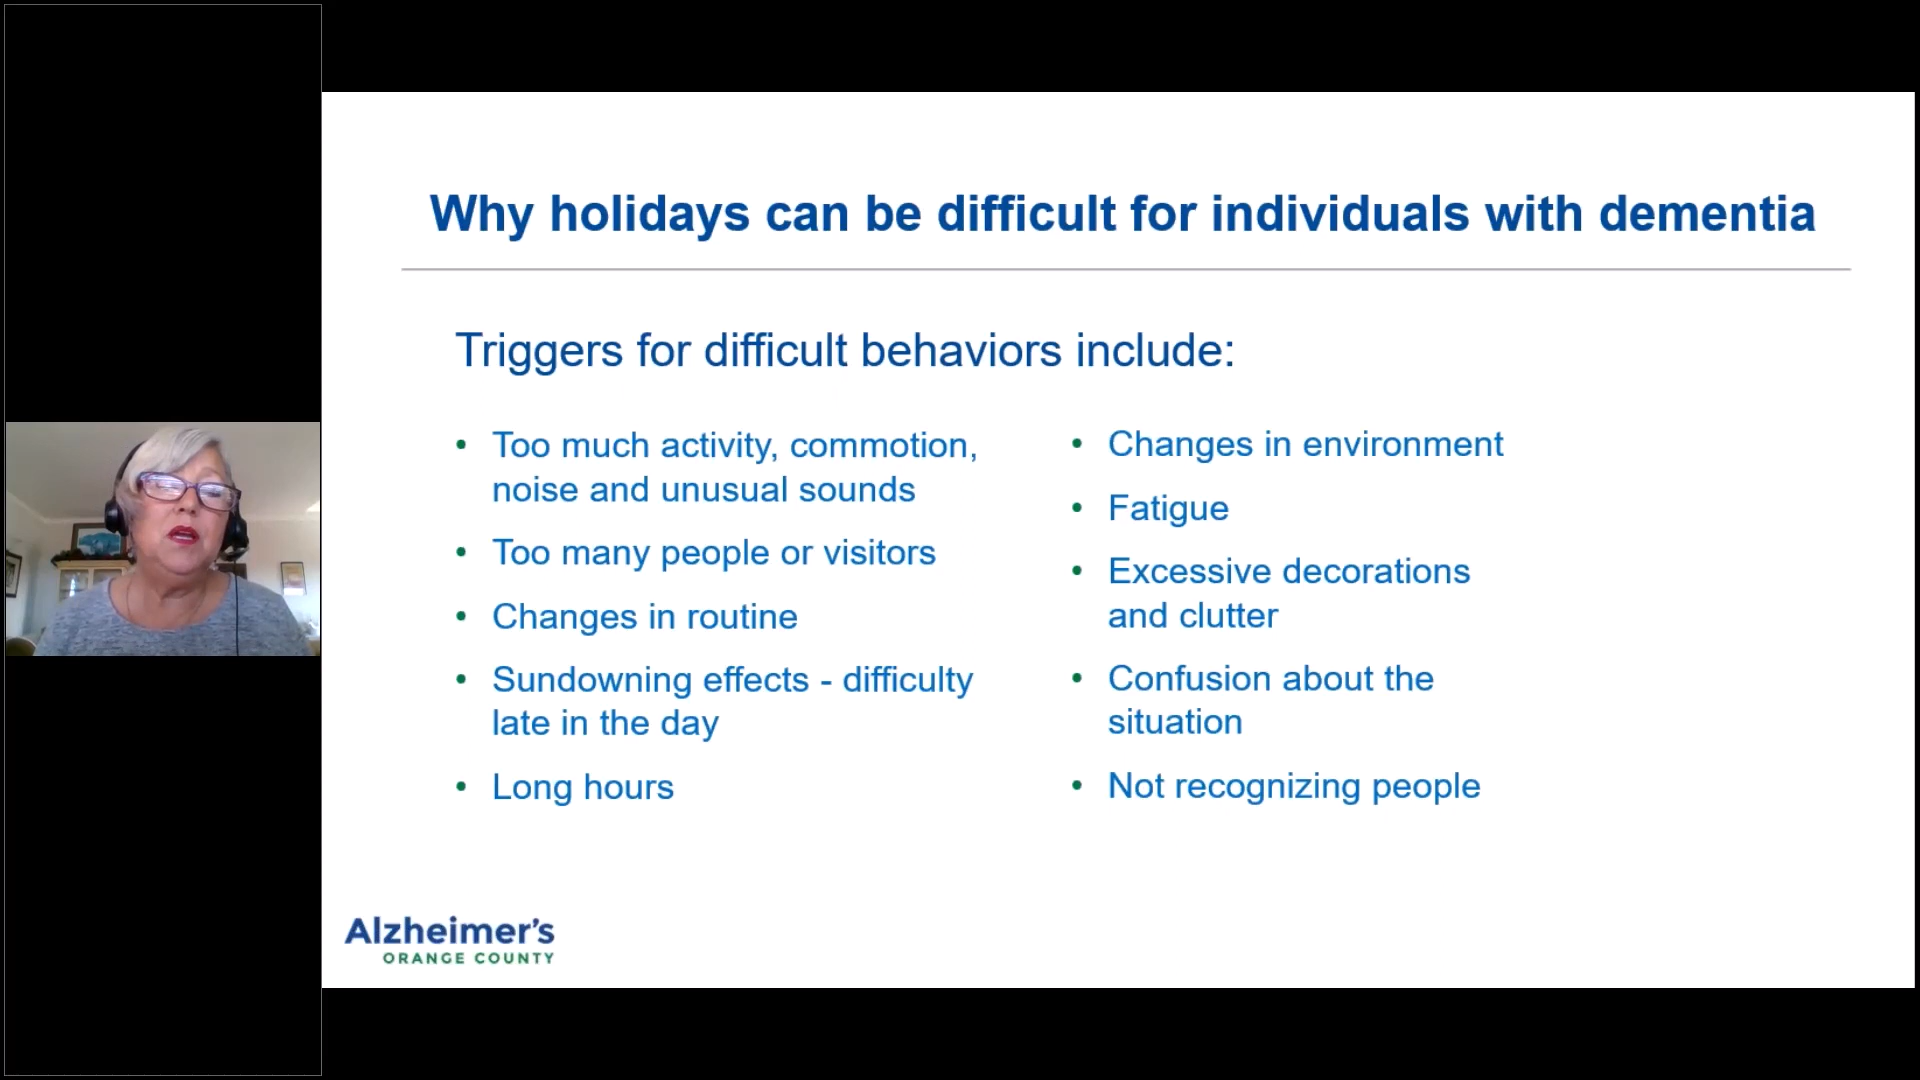 Why holidays can be difficult for individuals with dementia
Triggers for difficult behaviors include:
• Too much activity, commotion,
noise and unusual sounds
• Too many people or visitors
• Changes in routine
• Sundowning effects - difficulty
late in the day
• Long hours
• Changes in environment
• Fatigue
• Excessive decorations
and clutter
• Confusion about the
situation
• Not recognizing people
Alzheimer's
ORANGE COUNTY